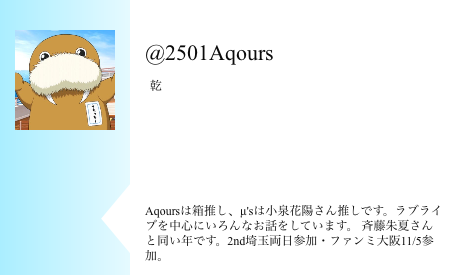 @2501Aqours
乾
Aqoursは箱推し、μ'sは小泉花陽さん推しです。ラブライ
ブを中心にいろんなお話をしています。 斉藤朱夏さん
と同い年です。2nd埼玉両日参加・ファンミ大阪11/5参
加。